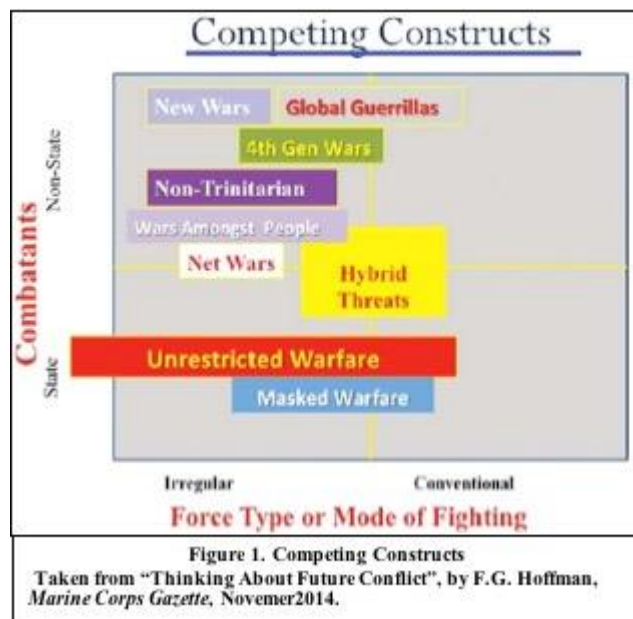 Competing Constructs
New Wars
Global Guerrillas
4th Gen Wars
Non-Trinitarian
Wars Amongst People
Net Wars
Hybrid
Threats
Unrestricted Warfare
Masked Warfare
Combatants
Non-State
State
Irregular
Conventional
Force Type or Mode of Fighting
Figure 1. Competing Constructs
Taken from “Thinking About Future Conflict”, by F.G. Hoffman,
Marine Corps Gazette, Novemer2014.